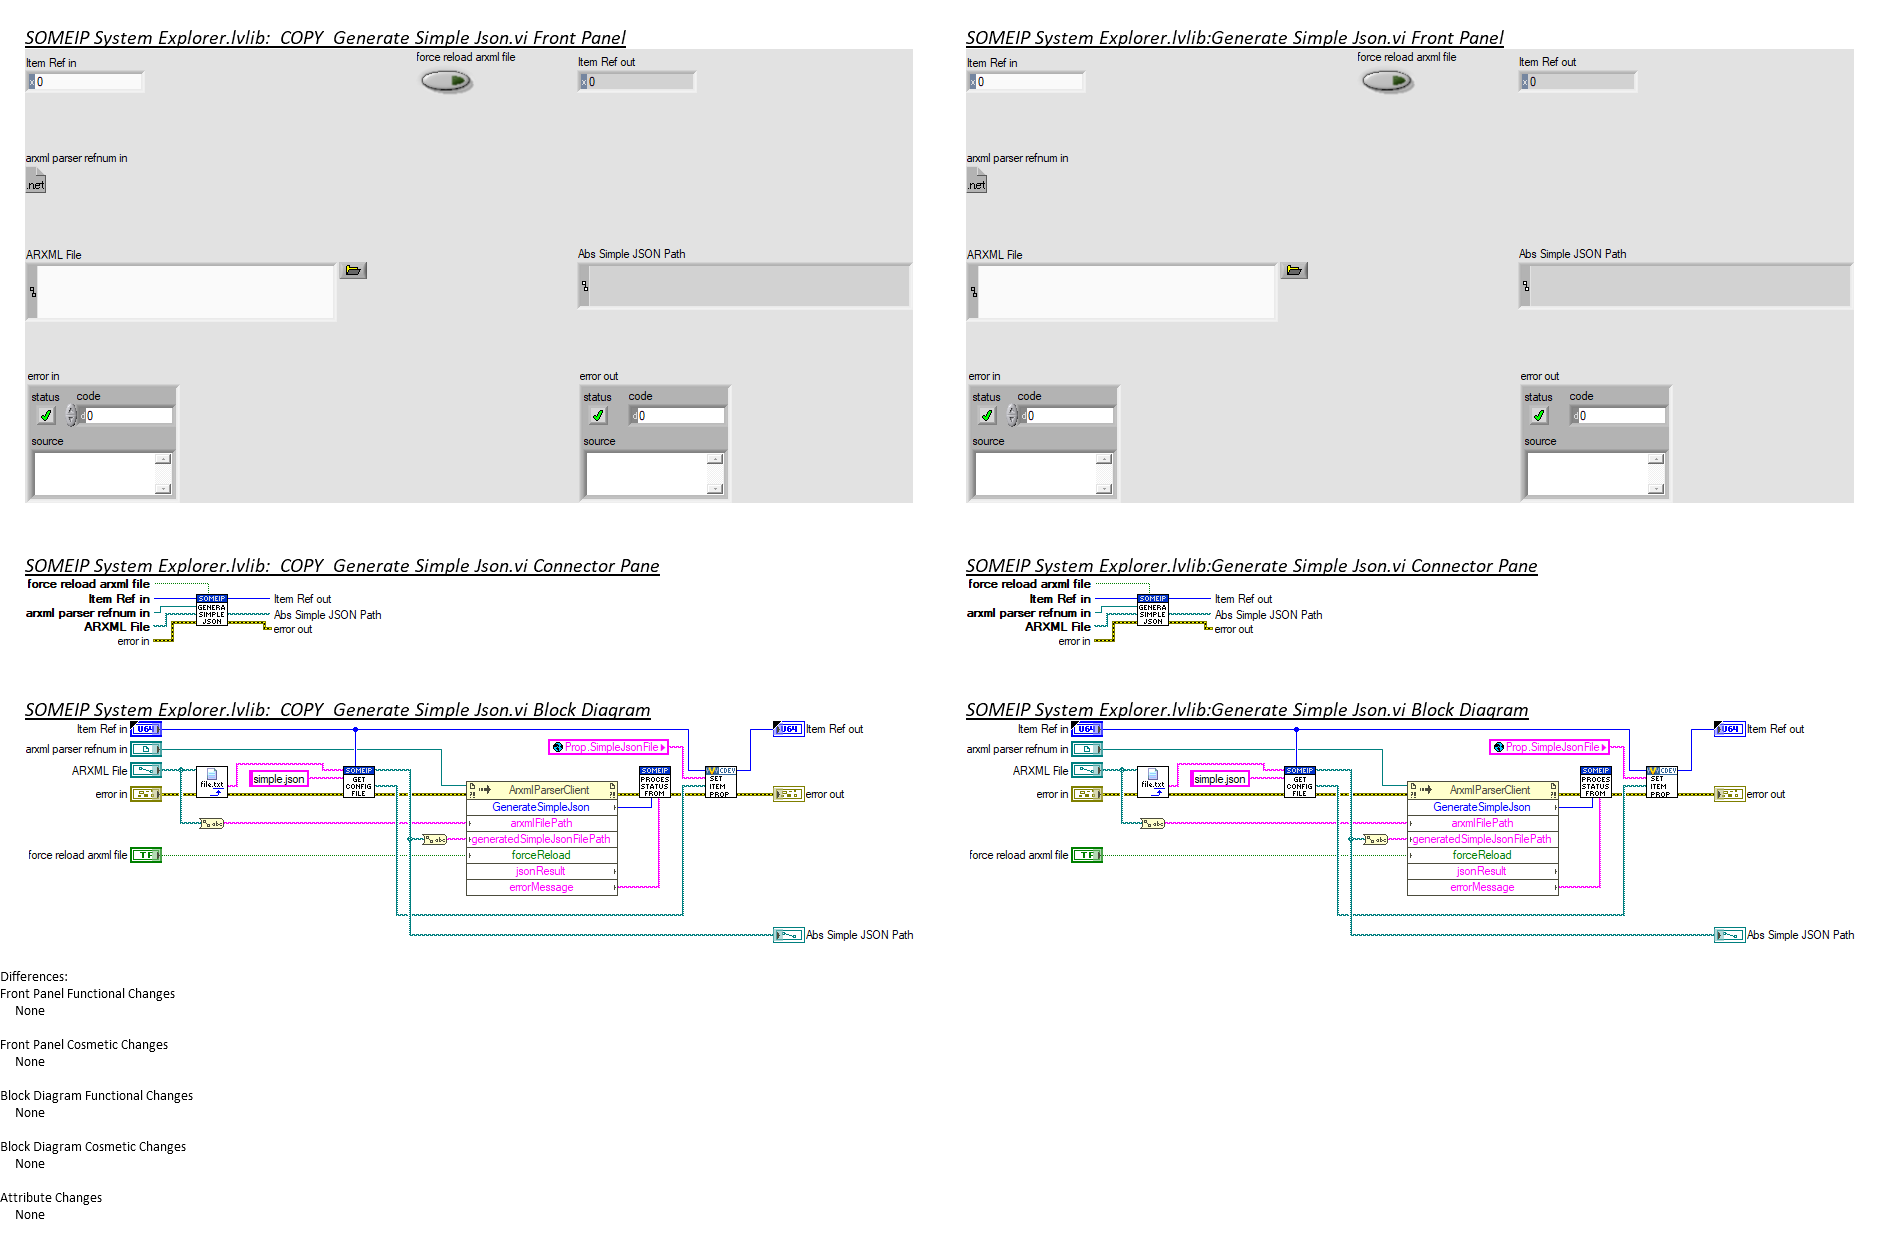 SOMEIP System Explorer.lvlib:  COPY  Generate Simple Json.vi Front Panel
Item Ref in
force reload arxml file
Item Ref out
x 0
x 0
arxml parser refnum in
.net
ARXML File
Abs Simple JSON Path
error in
error out
status code
status code
d 0
d 0
source
source
SOMEIP System Explorer.lvlib:Generate Simple Json.vi Front Panel
Item Ref in
force reload arxml file
Item Ref out
x 0
x 0
arxml parser refnum in
.net
ARXML File
Abs Simple JSON Path
error in
error out
status code
status code
d 0
d 0
source
source
SOMEIP System Explorer.lvlib:  COPY  Generate Simple Json.vi Connector Pane
force reload arxml file
Item Ref in
arxml parser refnum in
ARXML File
error in
SOMEIP
GENERA
SIMPLE
JSON
Item Ref out
Abs Simple JSON Path
error out
SOMEIP System Explorer.lvlib:Generate Simple Json.vi Connector Pane
force reload arxml file
Item Ref in
arxml parser refnum in
ARXML File
error in
SOMEIP
GENERA
SIMPLE
JSON
Item Ref out
Abs Simple JSON Path
error out
SOMEIP System Explorer.lvlib:  COPY  Generate Simple Json.vi Block Diagram
Item Ref in
U64
arxml parser refnum in
ARXML File
error in
force reload arxml file
TF
file.txt
simple.json
abc
abc
SOMEIP
GET
CONFIG
FILE
ArxmlParserClient
GenerateSimpleJson
arxmlFilePath
generatedSimpleJsonFilePath
forceReload
jsonResult
errorMessage
Prop.SimpleJsonFile
SOMEIP
PROCES
STATUS
FROM
CDEV
SET
ITEM
PROP
U64
Item Ref out
error out
Abs Simple JSON Path
SOMEIP System Explorer.lvlib:Generate Simple Json.vi Block Diagram
Item Ref in
U64
arxml parser refnum in
ARXML File
error in
force reload arxml file
TF
file.txt
simple.json
abc
abc
SOMEIP
GET
CONFIG
FILE
ArxmlParserClient
GenerateSimpleJson
arxmlFilePath
generatedSimpleJsonFilePath
forceReload
jsonResult
errorMessage
Prop.SimpleJsonFile
SOMEIP
PROCES
STATUS
FROM
CDEV
SET
ITEM
PROP
U64
Item Ref out
error out
Abs Simple JSON Path
Differences:
Front Panel Functional Changes
None
Front Panel Cosmetic Changes
None
Block Diagram Functional Changes
None
Block Diagram Cosmetic Changes
None
Attribute Changes
None